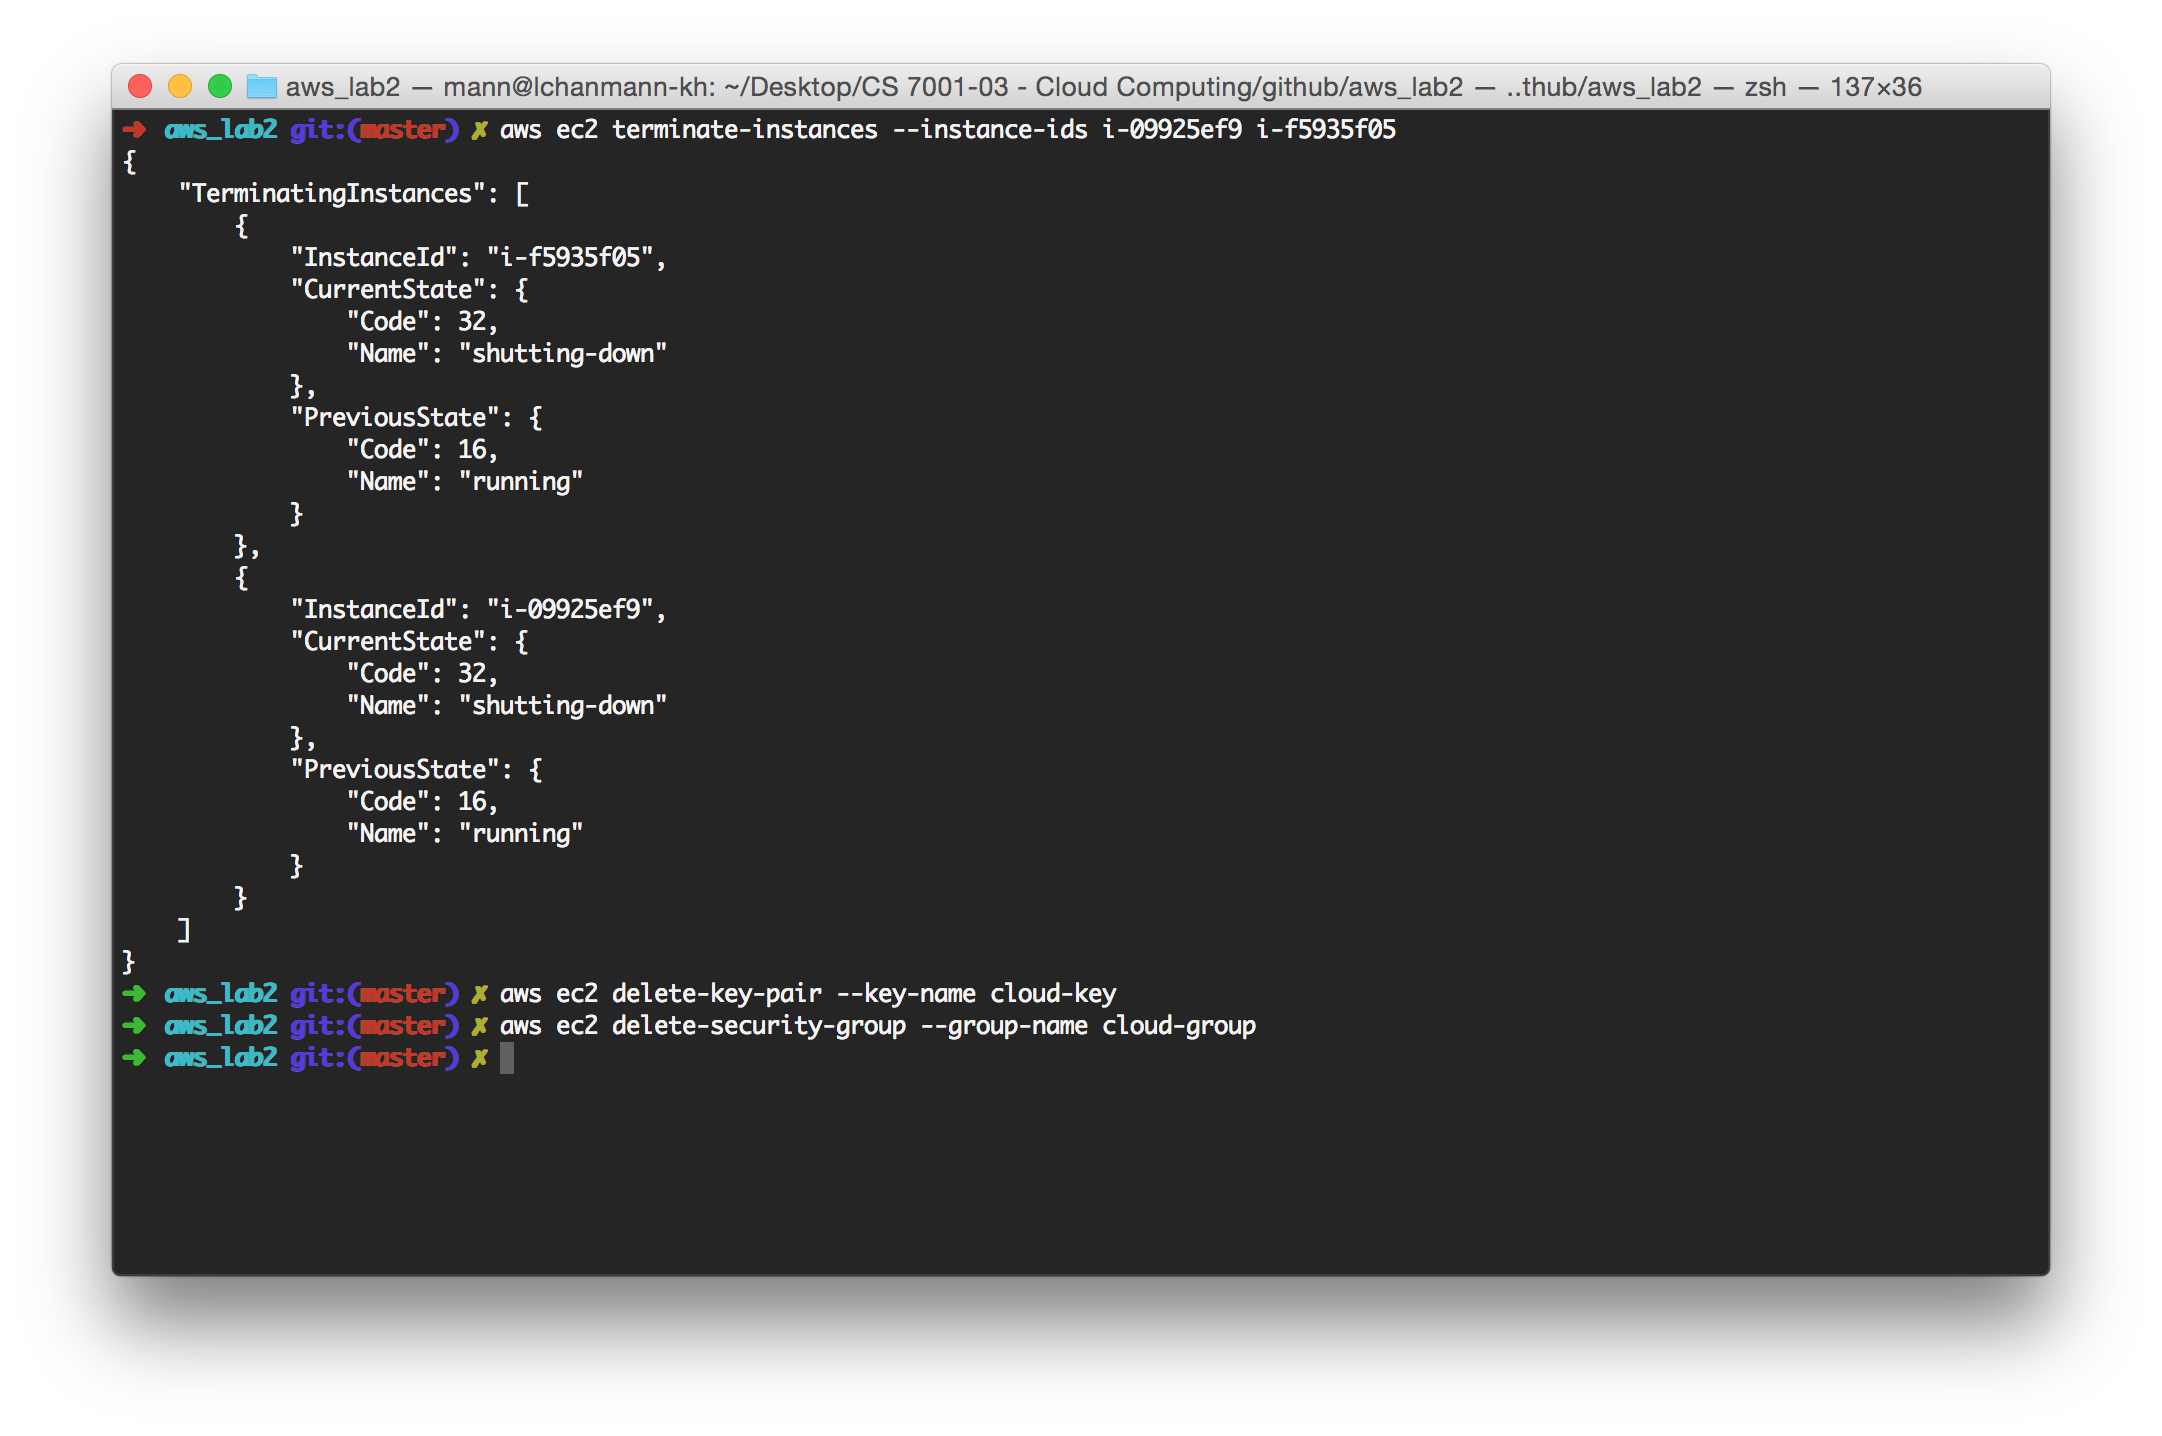 aws_lab2 — mann@lchanmann-kh: ~/Desktop/CS 7001-03 - Cloud Computing/github/aws_lab2 — ..thub/aws_lab2 — zsh — 137×36
➜  aws_lab2 git:(master) ✗ aws ec2 terminate-instances --instance-ids i-09925ef9 i-f5935f05
{
    "TerminatingInstances": [
        {
            "InstanceId": "i-f5935f05",
            "CurrentState": {
                "Code": 32,
                "Name": "shutting-down"
            },
            "PreviousState": {
                "Code": 16,
                "Name": "running"
            }
        },
        {
            "InstanceId": "i-09925ef9",
            "CurrentState": {
                "Code": 32,
                "Name": "shutting-down"
            },
            "PreviousState": {
                "Code": 16,
                "Name": "running"
            }
        }
    ]
}
➜  aws_lab2 git:(master) ✗ aws ec2 delete-key-pair --key-name cloud-key
➜  aws_lab2 git:(master) ✗ aws ec2 delete-security-group --group-name cloud-group
➜  aws_lab2 git:(master) ✗